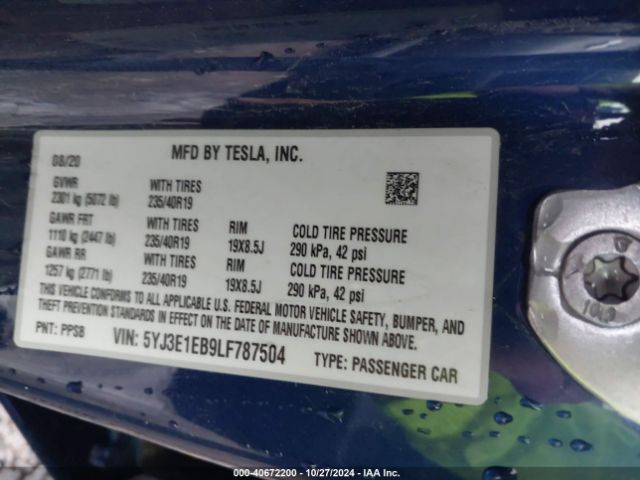 MFD BY TESLA, INC.
08/20
GVWR WITH TIRES
2301 kg (5072 lb) 235/40R19
GAWR FRT WITH TIRES RIM COLD TIRE PRESSURE
1110 kg (2447 lb) 235/40R19 19X8.5J 290 kPa, 42 psi
GAWR RR WITH TIRES RIM COLD TIRE PRESSURE
1257 kg (2771 lb) 235/40R19 19X8.5J 290 kPa, 42 psi
THIS VEHICLE CONFORMS TO ALL APPLICABLE U.S. FEDERAL MOTOR VEHICLE SAFETY, BUMPER, AND
THEFT PREVENTION STANDARDS IN EFFECT ON THE DATE OF MANUFACTURE SHOWN ABOVE.
PNT: PPSB VIN: 5YJ3E1EB9LF787504 TYPE: PASSENGER CAR
000-40672200 - 10/27/2024 - IAA Inc.